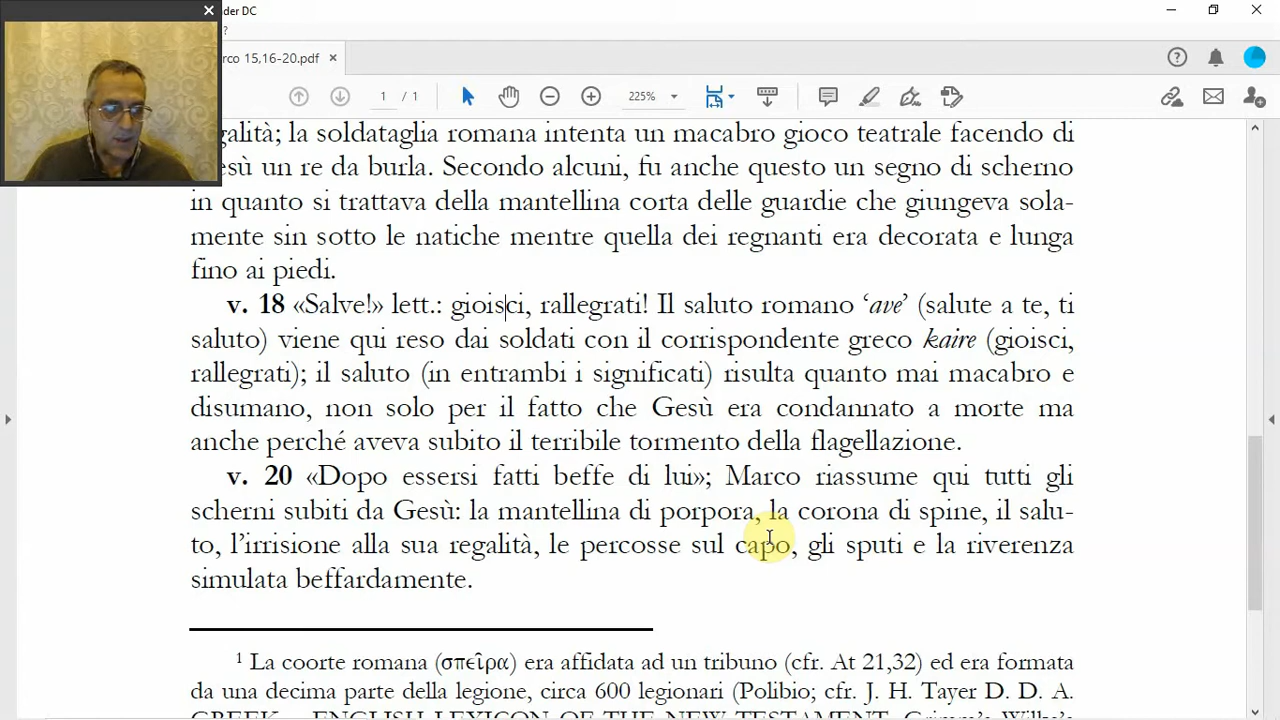 der DC
?
rco 15,16-20.pdf
1 / 1
225%
galità; la soldataglia romana intenta un macabro gioco teatrale facendo di
esù un re da burla. Secondo alcuni, fu anche questo un segno di scherno
in quanto si trattava della mantellina corta delle guardie che giungeva sola-
mente sin sotto le natiche mentre quella dei regnanti era decorata e lunga
fino ai piedi.
v. 18 «Salve!» lett.: gioisci, rallegrati! Il saluto romano ‘ave’ (salute a te, ti
saluto) viene qui reso dai soldati con il corrispondente greco kaire (gioisci,
rallegrati); il saluto (in entrambi i significati) risulta quanto mai macabro e
disumano, non solo per il fatto che Gesù era condannato a morte ma
anche perché aveva subito il terribile tormento della flagellazione.
v. 20 «Dopo essersi fatti beffe di lui»; Marco riassume qui tutti gli
scherni subiti da Gesù: la mantellina di porpora, la corona di spine, il salu-
to, l’irrisione alla sua regalità, le percosse sul capo, gli sputi e la riverenza
simulata beffardamente.
1 La coorte romana (σπεῖρα) era affidata ad un tribuno (cfr. At 21,32) ed era formata
da una decima parte della legione, circa 600 legionari (Polibio; cfr. J. H. Tayer D. D. A.
GREEK – ENGLISH LEXICON OF THE NEW TESTAMENT, Grimm’s Wilke’s